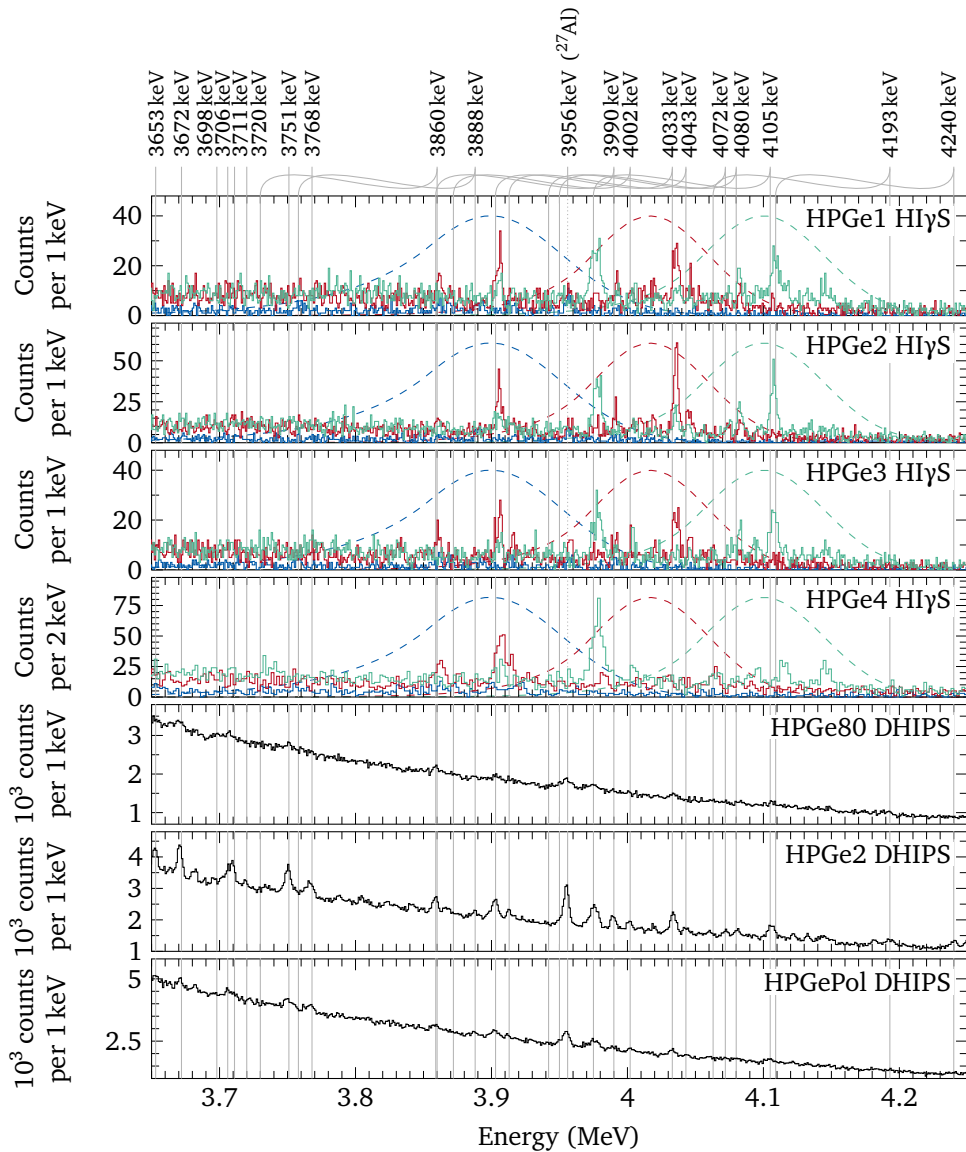 3653 keV
3672 keV
3698 keV
3706 keV
3711 keV
3720 keV
3751 keV
3768 keV
3860 keV
3888 keV
3956 keV (²⁷Al)
3990 keV
4002 keV
4033 keV
4043 keV
4072 keV
4080 keV
4105 keV
4193 keV
4240 keV
HPGe1 HIγS
Counts
per 1 keV
40
20
0
HPGe2 HIγS
Counts
per 1 keV
50
25
0
HPGe3 HIγS
Counts
per 1 keV
40
20
0
HPGe4 HIγS
Counts
per 2 keV
75
50
25
0
HPGe80 DHIPS
10³ counts
per 1 keV
3
2
1
HPGe2 DHIPS
10³ counts
per 1 keV
4
3
2
1
HPGePol DHIPS
10³ counts
per 1 keV
5
2.5
3.7 3.8 3.9 4 4.1 4.2
Energy (MeV)